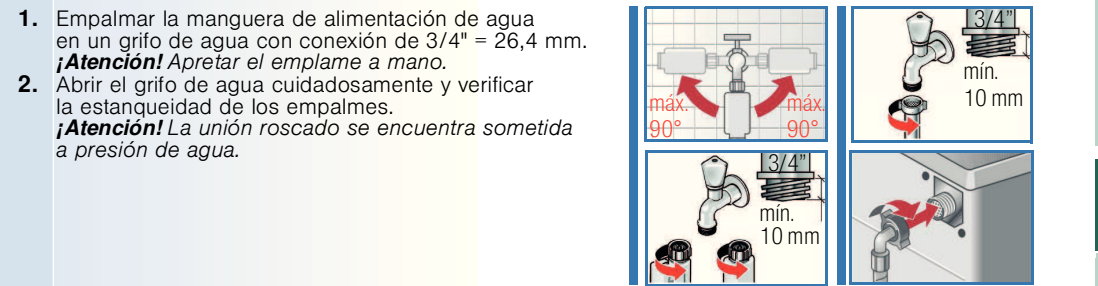 1. Empalmar la manguera de alimentación de agua
en un grifo de agua con conexión de 3/4" = 26,4 mm.
¡Atención! Apretar el emplame a mano.
2. Abrir el grifo de agua cuidadosamente y verificar
la estanqueidad de los empalmes.
¡Atención! La unión roscado se encuentra sometida
a presión de agua.
máx. máx.
90° 90°
3/4”
mín.
10 mm
3/4”
mín.
10 mm